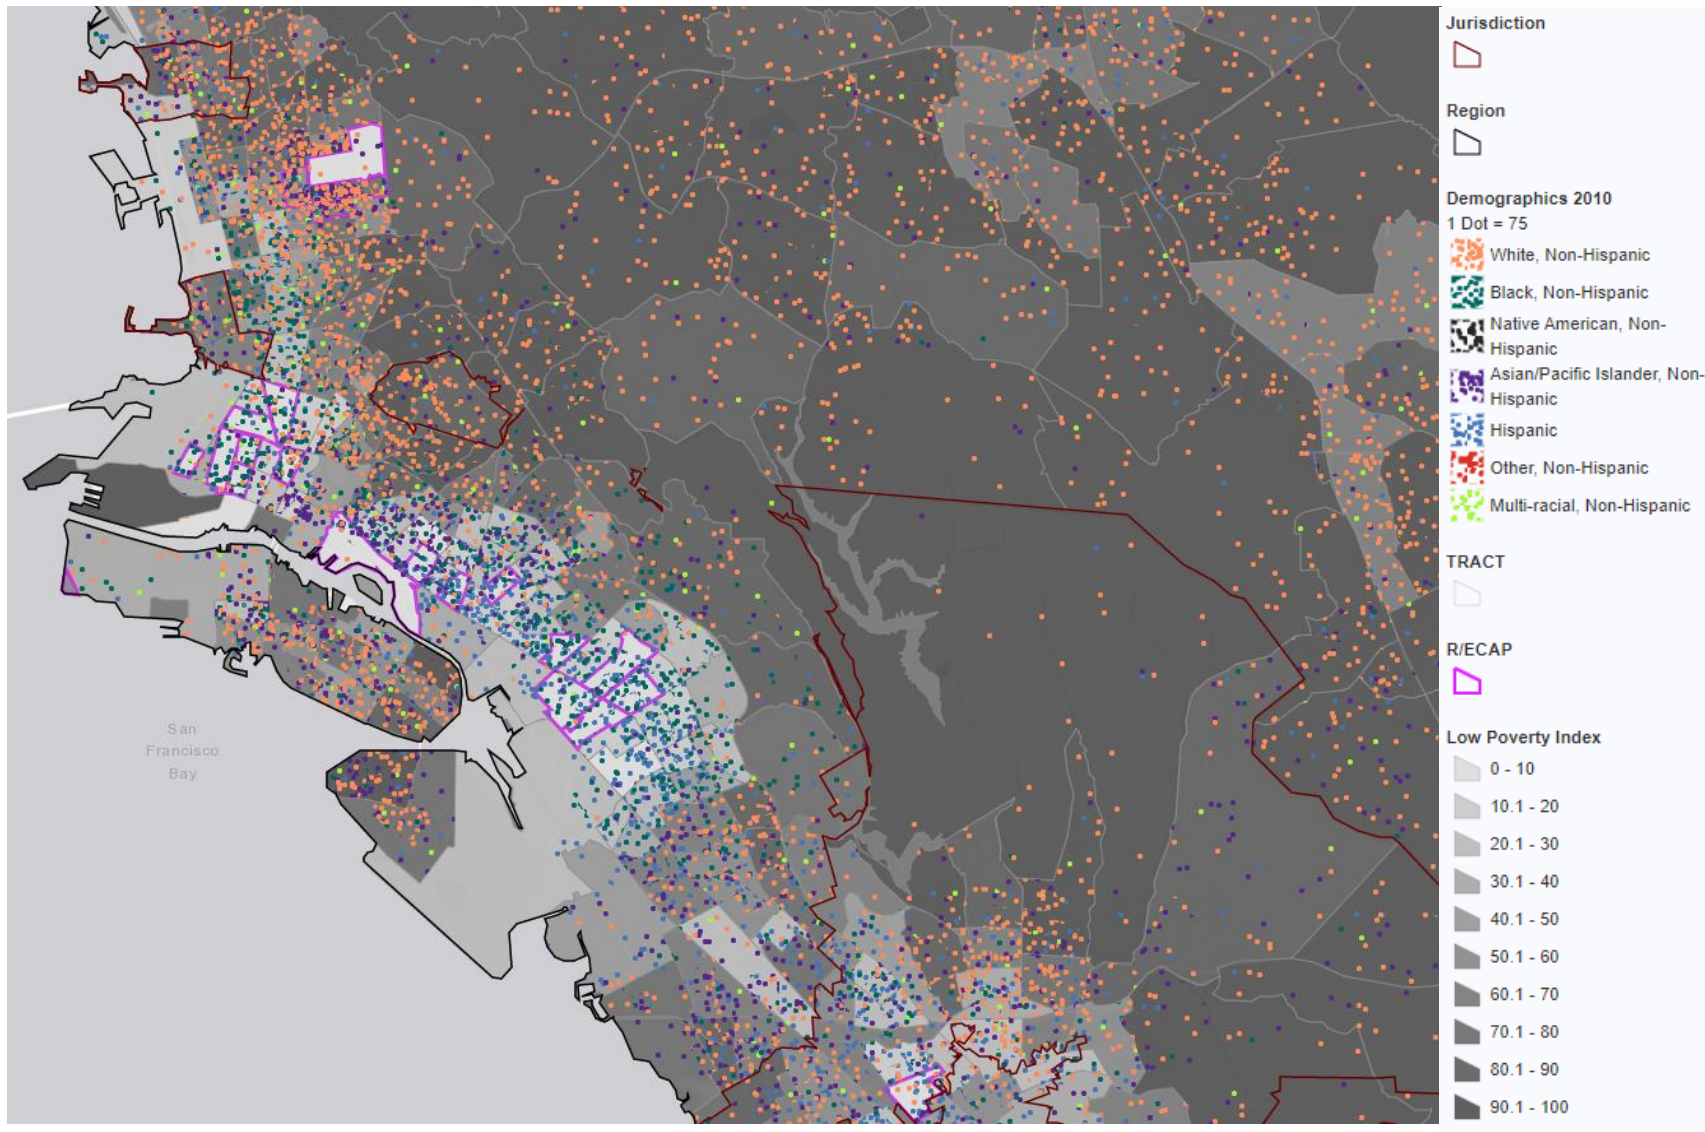 San
Francisco
Bay
Jurisdiction
Region
Demographics 2010
1 Dot = 75
White, Non-Hispanic
Black, Non-Hispanic
Native American, Non-
Hispanic
Asian/Pacific Islander, Non-
Hispanic
Hispanic
Other, Non-Hispanic
Multi-racial, Non-Hispanic
TRACT
R/ECAP
Low Poverty Index
0 - 10
10.1 - 20
20.1 - 30
30.1 - 40
40.1 - 50
50.1 - 60
60.1 - 70
70.1 - 80
80.1 - 90
90.1 - 100